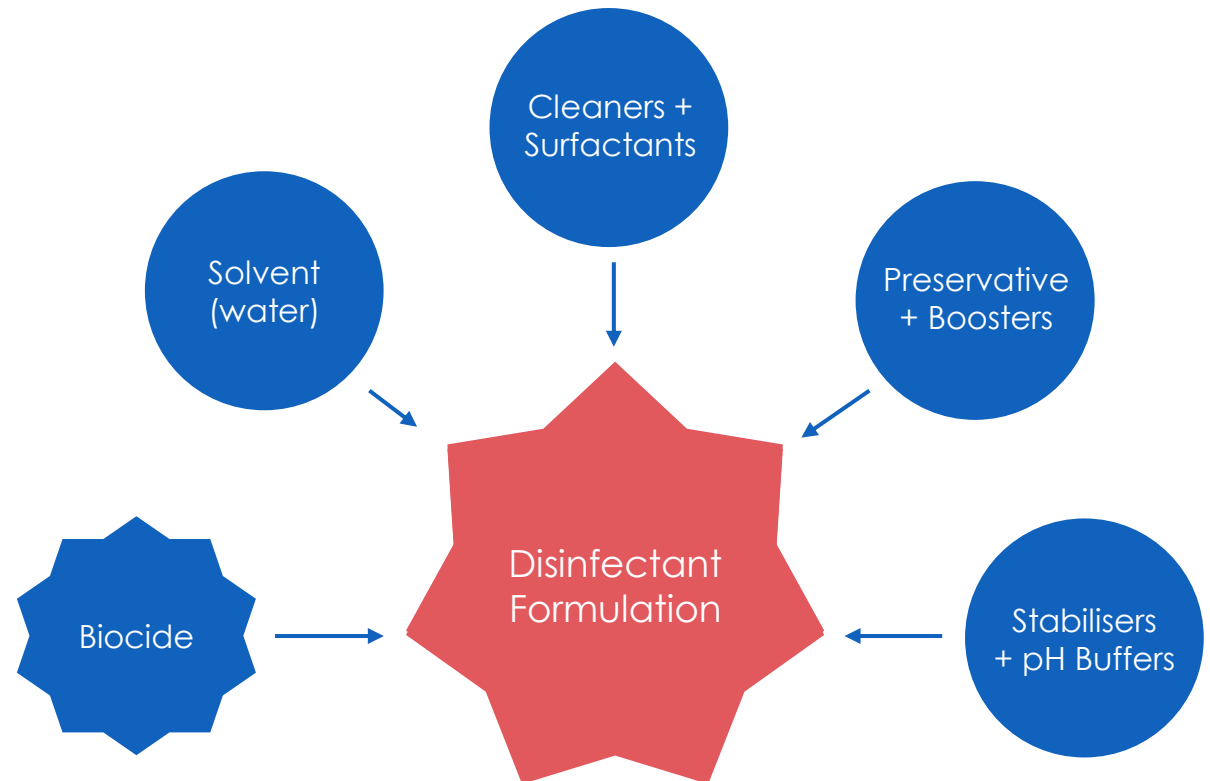 Cleaners +
Surfactants
Solvent
(water)
Preservative
+ Boosters
Disinfectant
Formulation
Biocide
Stabilisers
+ pH Buffers